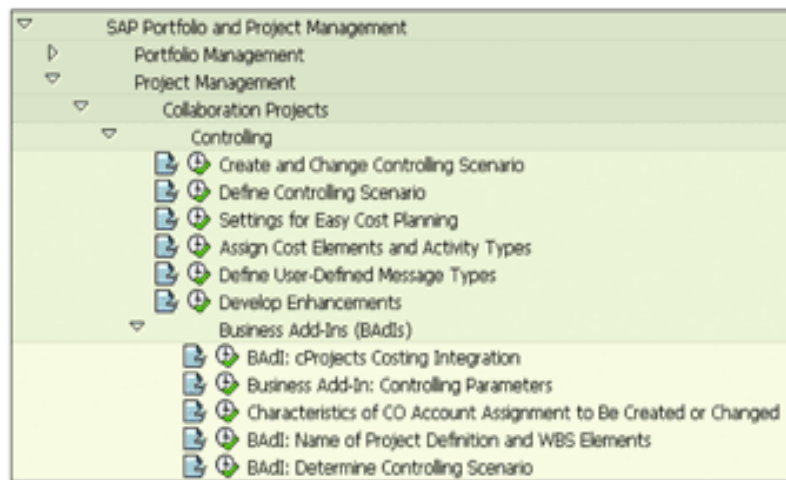 SAP Portfolio and Project Management
Portfolio Management
Project Management
Collaboration Projects
Controlling
Create and Change Controlling Scenario
Define Controlling Scenario
Settings for Easy Cost Planning
Assign Cost Elements and Activity Types
Define User-Defined Message Types
Develop Enhancements
Business Add-Ins (BAdIs)
BAdI: cProjects Costing Integration
Business Add-In: Controlling Parameters
Characteristics of CO Account Assignment to Be Created or Changed
BAdI: Name of Project Definition and WBS Elements
BAdI: Determine Controlling Scenario